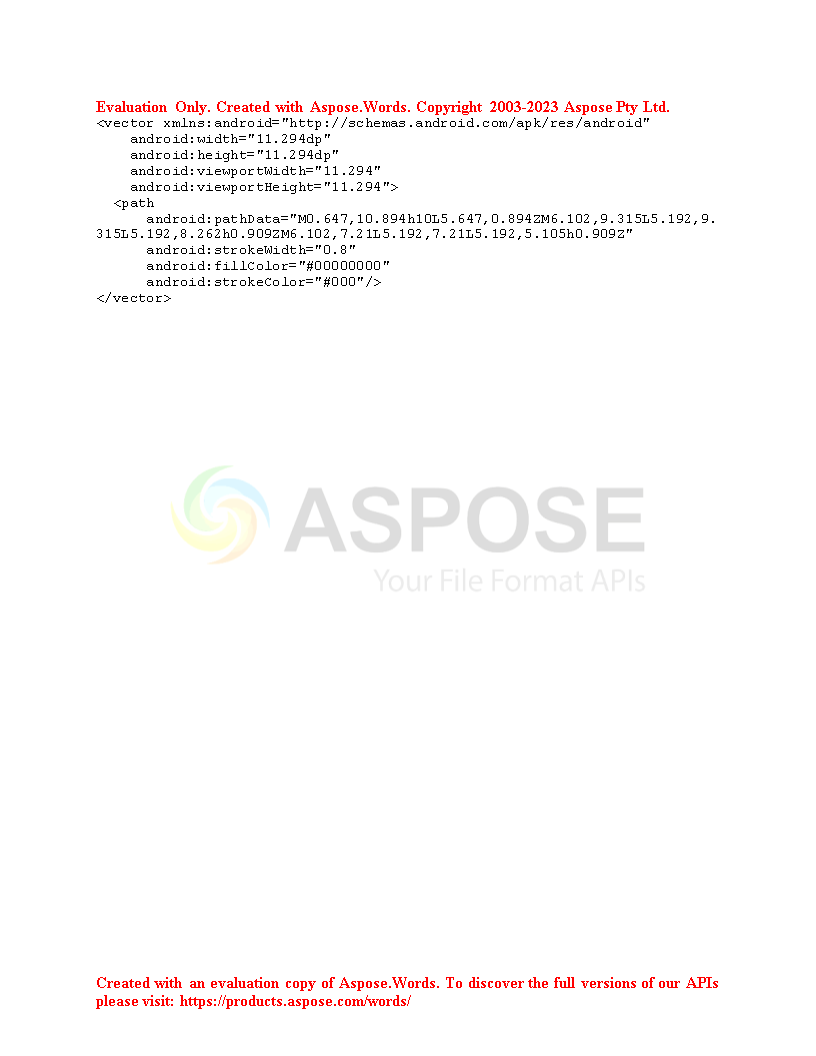 Evaluation Only. Created with Aspose.Words. Copyright 2003-2023 Aspose Pty Ltd.
<vector xmlns:android="http://schemas.android.com/apk/res/android"
    android:width="11.294dp"
    android:height="11.294dp"
    android:viewportWidth="11.294"
    android:viewportHeight="11.294">
  <path
      android:pathData="M0.647,10.894h10L5.647,0.894ZM6.102,9.315L5.192,9.
315L5.192,8.262h0.909ZM6.102,7.21L5.192,7.21L5.192,5.105h0.909Z"
      android:strokeWidth="0.8"
      android:fillColor="#00000000"
      android:strokeColor="#000"/>
</vector>
ASPOSE
Your File Format APIs
Created with an evaluation copy of Aspose.Words. To discover the full versions of our APIs
please visit: https://products.aspose.com/words/